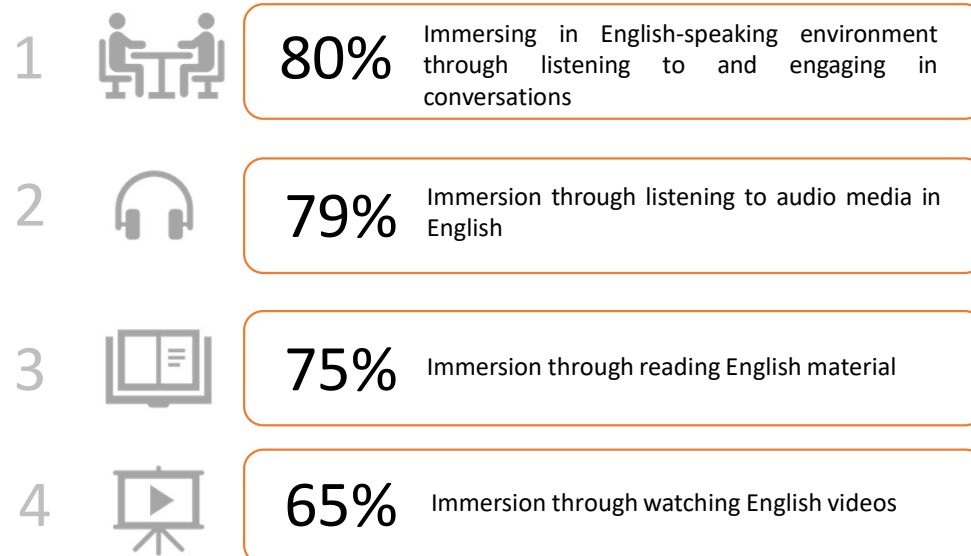 1
80%
Immersing in English-speaking environment
through listening to and engaging in
conversations
2
79%
Immersion through listening to audio media in
English
3
75%
Immersion through reading English material
4
65%
Immersion through watching English videos